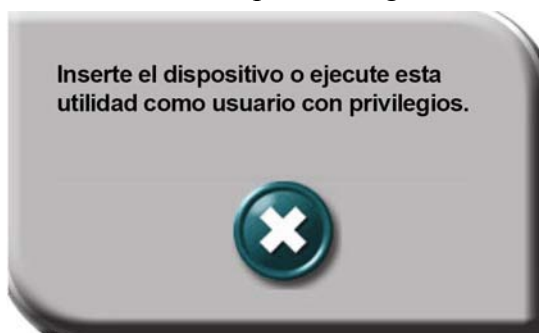 Inserte el dispositivo o ejecute esta
utilidad como usuario con privilegios.